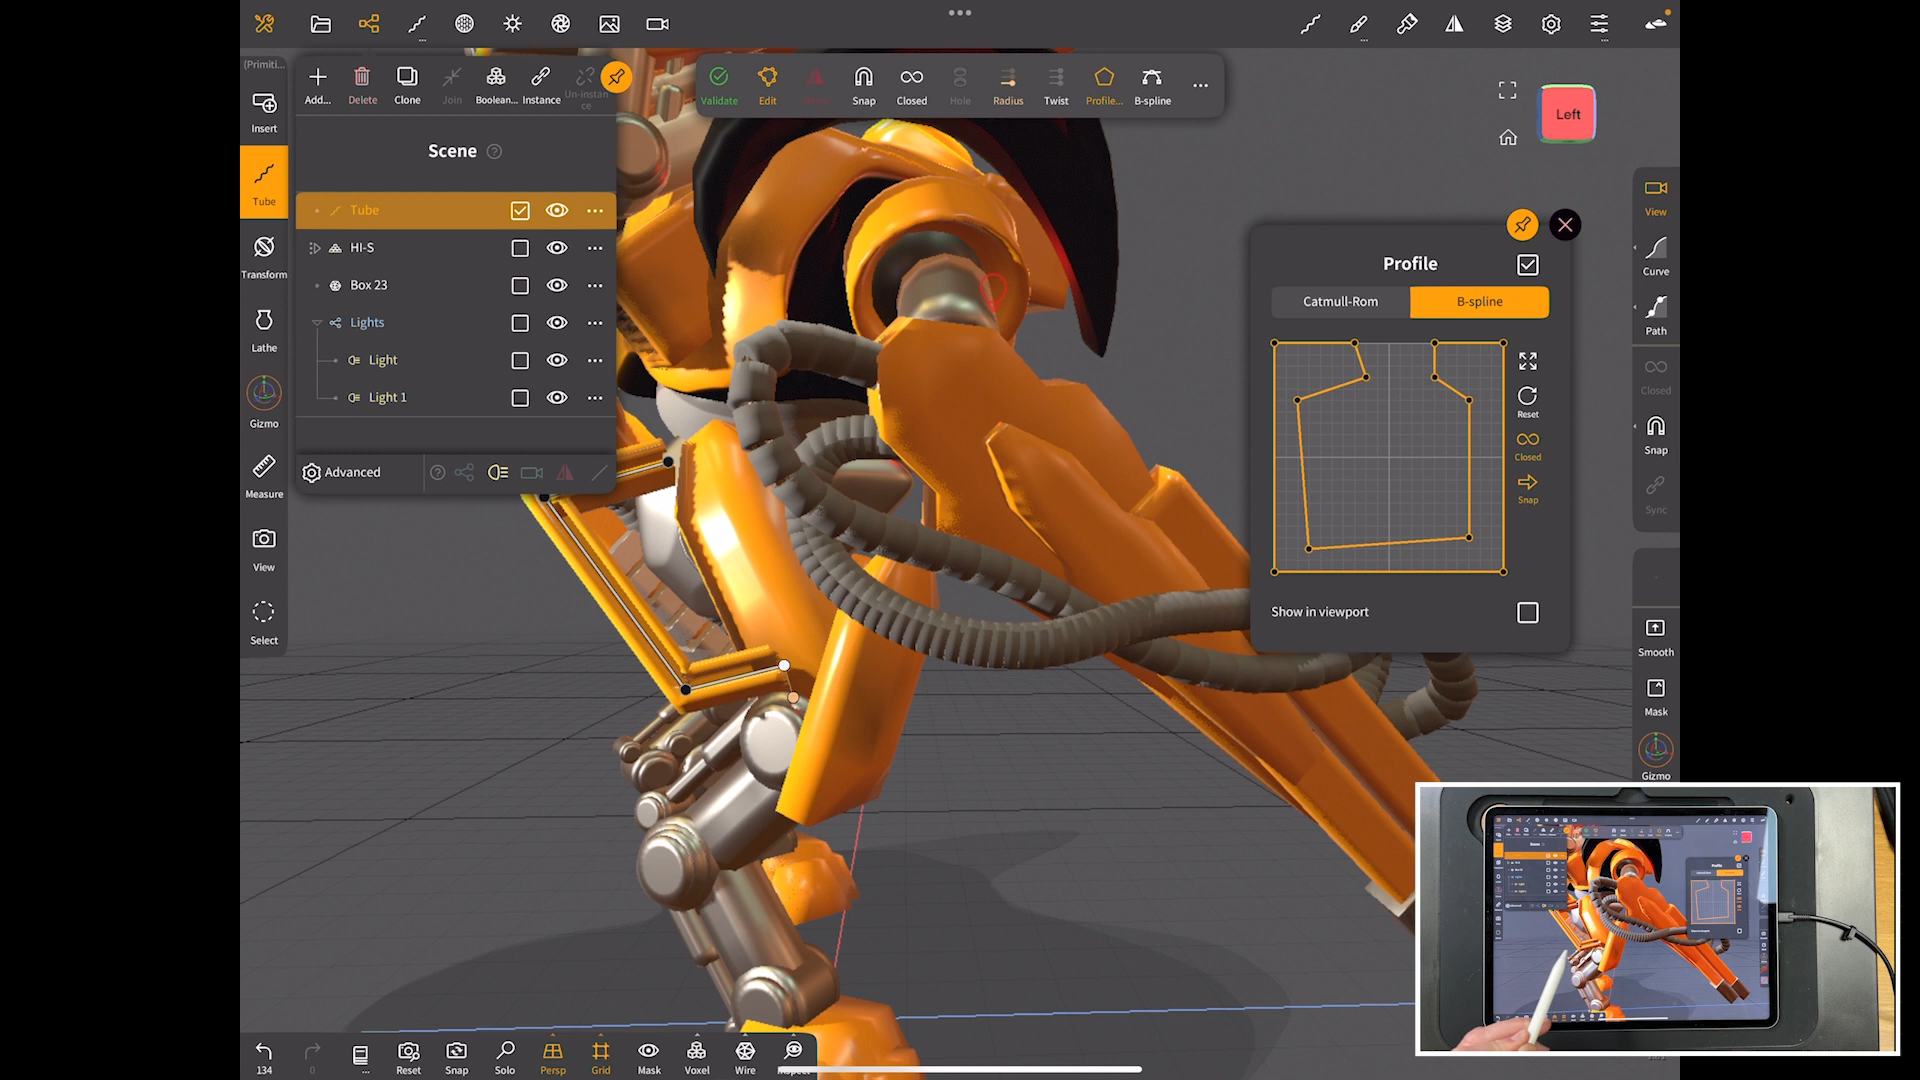 (Primiti...
Insert
Tube
Transform
Lathe
Gizmo
Measure
View
Select
Add...
Delete
Clone
Join
Boolean...
Instance
Un-instan
ce
Scene
Tube
HI-S
Box 23
Lights
Light
Light 1
Advanced
Validate
Edit
Snap
Closed
Hole
Radius
Twist
Profile...
B-spline
Left
Profile
Catmull-Rom
B-spline
Reset
Closed
Snap
Show in viewport
View
Curve
Path
Closed
Snap
Sync
Smooth
Mask
Gizmo
134
0
Reset
Snap
Solo
Persp
Grid
Mask
Voxel
Wire
Inspect